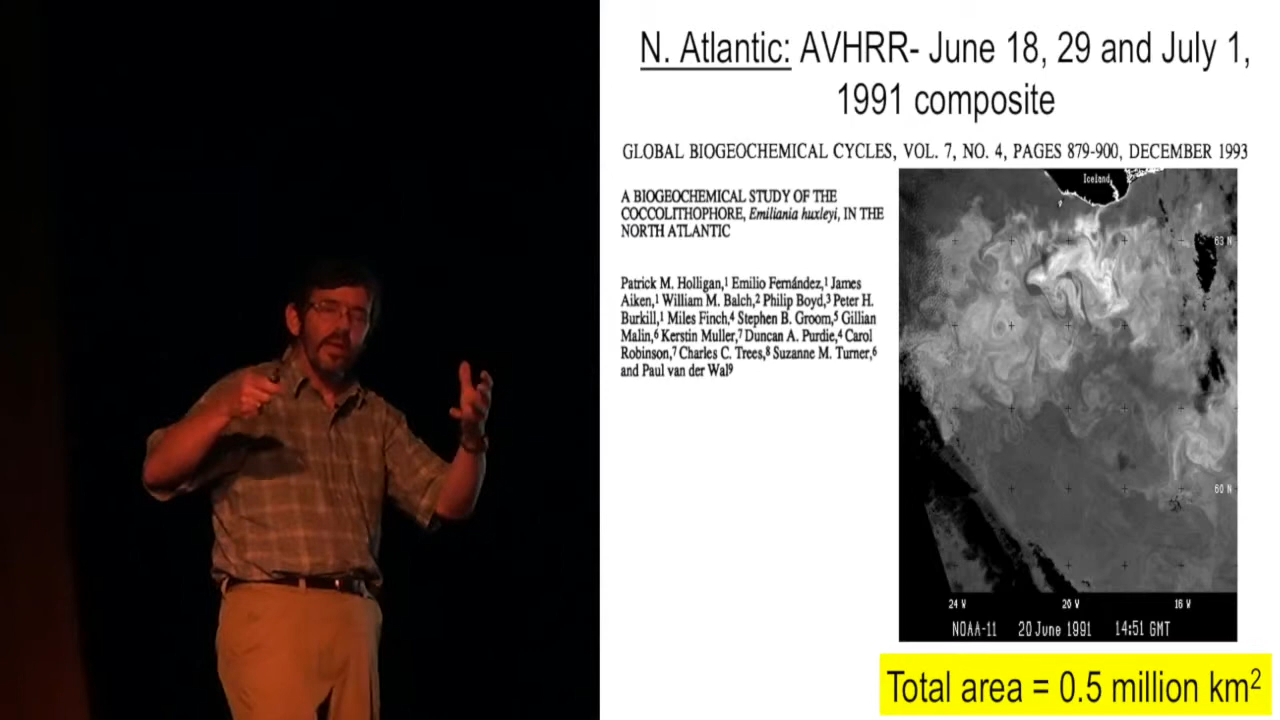 N. Atlantic: AVHRR- June 18, 29 and July 1,
1991 composite
GLOBAL BIOGEOCHEMICAL CYCLES, VOL. 7, NO. 4, PAGES 879-900, DECEMBER 1993
A BIOGEOCHEMICAL STUDY OF THE
COCCOLITHOPHORE, Emiliania huxleyi, IN THE
NORTH ATLANTIC
Patrick M. Holligan,¹ Emilio Fernández,¹ James
Aiken,¹ William M. Balch,² Philip Boyd,³ Peter H.
Burkill,¹ Miles Finch,⁴ Stephen B. Groom,⁵ Gillian
Malin,⁶ Kerstin Muller,⁷ Duncan A. Purdie,⁴ Carol
Robinson,⁷ Charles C. Trees,⁸ Suzanne M. Turner,⁶
and Paul van der Wal⁹
Iceland
63 N
60 N
24 W 20 W 16 W
NOAA-11 20 June 1991 14:51 GMT
Total area = 0.5 million km²